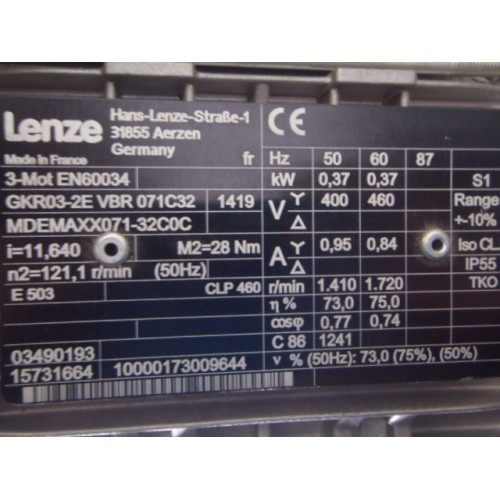 Lenze
Hans-Lenze-Straße-1
31855 Aerzen
Germany
Made in France
fr
3-Mot EN60034
GKR03-2E VBR 071C32 1419
MDEMAXX071-32C0C
i=11,640 M2=28 Nm
n2=121,1 r/min (50Hz)
E 503 CLP 460
03490193
15731664 10000173009644
CE
Hz 50 60 87
kW 0,37 0,37 S1
V Y 400 460 Range
Δ +-10%
A Y 0,95 0,84 Iso CL
Δ IP55
r/min 1.410 1.720 TKO
η % 73,0 75,0
cosφ 0,77 0,74
C 86 1241
ν % (50Hz): 73,0 (75%), (50%)